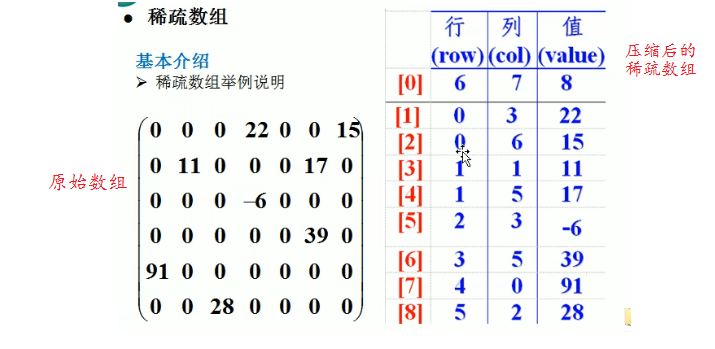 ● 稀疏数组
基本介绍
➢ 稀疏数组举例说明
原始数组
0 0 0 22 0 0 15
0 11 0 0 0 17 0
0 0 0 –6 0 0 0
0 0 0 0 0 39 0
91 0 0 0 0 0 0
0 0 28 0 0 0 0
行 列 值
(row) (col) (value)
[0] 6 7 8
[1] 0 3 22
[2] 0 6 15
[3] 1 1 11
[4] 1 5 17
[5] 2 3 -6
[6] 3 5 39
[7] 4 0 91
[8] 5 2 28
压缩后的
稀疏数组